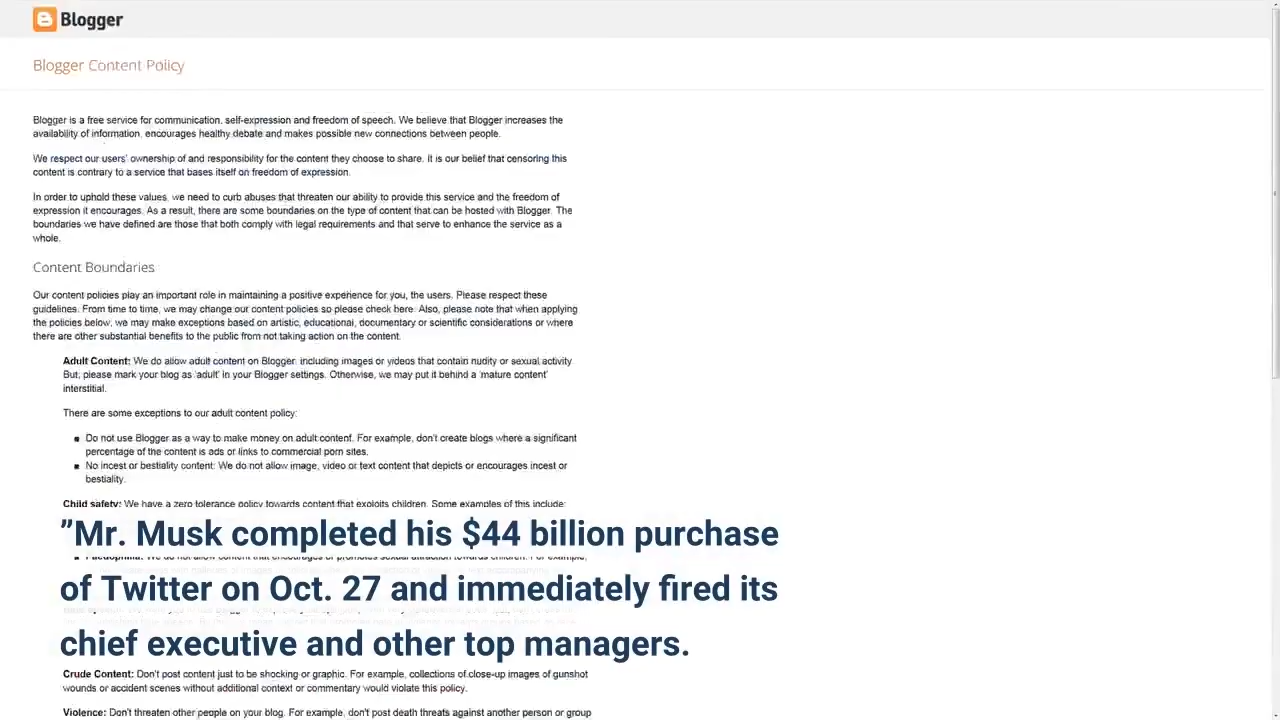 Blogger
Blogger Content Policy
Blogger is a free service for communication, self-expression and freedom of speech. We believe that Blogger increases the
availability of information, encourages healthy debate and makes possible new connections between people.
We respect our users' ownership of and responsibility for the content they choose to share. It is our belief that censoring this
content is contrary to a service that bases itself on freedom of expression.
In order to uphold these values, we need to curb abuses that threaten our ability to provide this service and the freedom of
expression it encourages. As a result, there are some boundaries on the type of content that can be hosted with Blogger. The
boundaries we have defined are those that both comply with legal requirements and that serve to enhance the service as a
whole.
Content Boundaries
Our content policies play an important role in maintaining a positive experience for you, the users. Please respect these
guidelines. From time to time, we may change our content policies so please check here. Also, please note that when applying
the policies below, we may make exceptions based on artistic, educational, documentary or scientific considerations or where
there are other substantial benefits to the public from not taking action on the content.
Adult Content: We do allow adult content on Blogger, including images or videos that contain nudity or sexual activity
But, please mark your blog as 'adult' in your Blogger settings. Otherwise, we may put it behind a 'mature content'
interstitial.
There are some exceptions to our adult content policy:
Do not use Blogger as a way to make money on adult content. For example, don't create blogs where a significant
percentage of the content is ads or links to commercial porn sites.
No incest or bestiality content: We do not allow image, video or text content that depicts or encourages incest or
bestiality.
Child safety: We have a zero tolerance policy towards content that exploits children. Some examples of this include:
”Mr. Musk completed his $44 billion purchase
of Twitter on Oct. 27 and immediately fired its
chief executive and other top managers.
Crude Content: Don't post content just to be shocking or graphic. For example, collections of close-up images of gunshot
wounds or accident scenes without additional context or commentary would violate this policy.
Violence: Don't threaten other people on your blog. For example, don't post death threats against another person or group